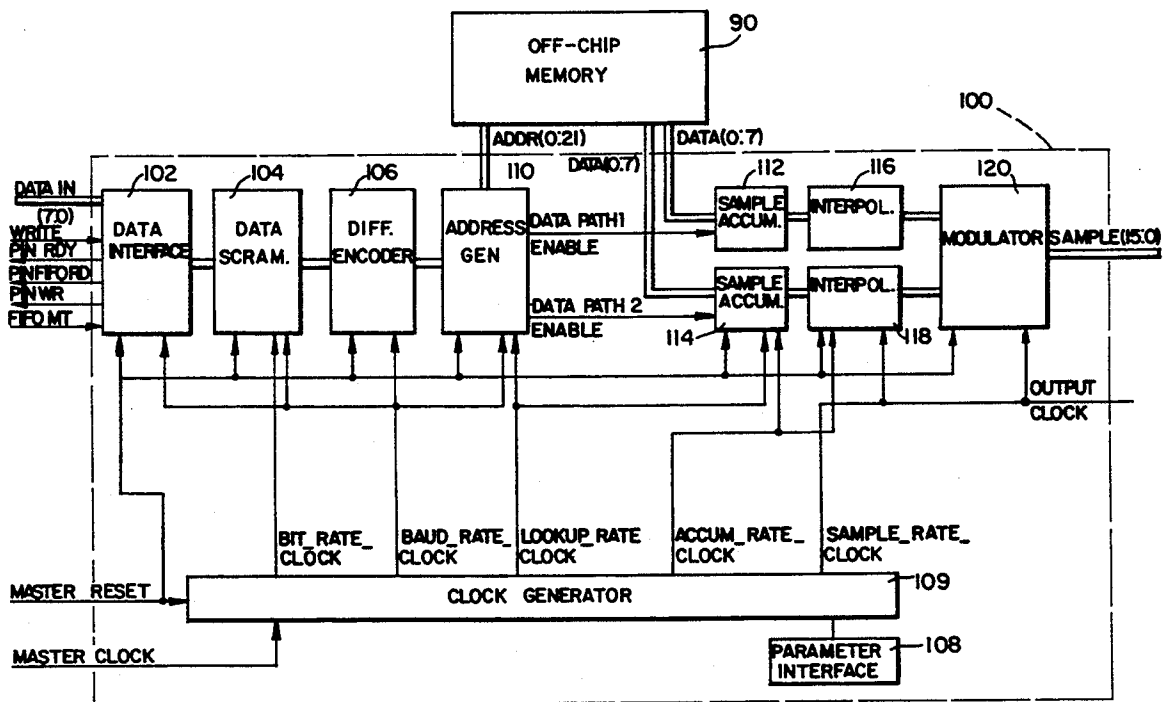 90
OFF-CHIP
MEMORY
100
ADDR(0:21)
DATA(0:7)
DATA(0:7)
102
104
106
110
112
116
120
DATA IN
(7:0)
WRITE
PIN RDY
PINFIFORD
PINWR
FIFO MT
DATA
INTERFACE
DATA
SCRAM.
DIFF.
ENCODER
ADDRESS
GEN
DATA PATH 1
ENABLE
DATA PATH 2
ENABLE
SAMPLE
ACCUM.
INTERPOL.
MODULATOR
SAMPLE(15:0)
SAMPLE
ACCUM.
INTERPOL.
114
118
OUTPUT
CLOCK
BIT_RATE_
CLOCK
BAUD_RATE_
CLOCK
LOOKUP_RATE
CLOCK
ACCUM_RATE_
CLOCK
SAMPLE_RATE_
CLOCK
109
MASTER RESET
CLOCK GENERATOR
MASTER CLOCK
PARAMETER
INTERFACE
108